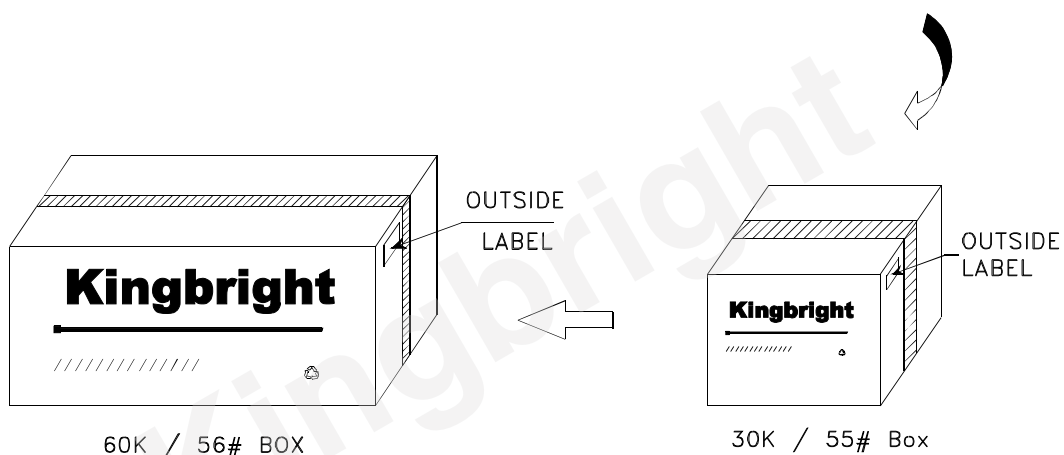 OUTSIDE
LABEL
Kingbright
60K / 56# BOX
OUTSIDE
LABEL
Kingbright
30K / 55# Box
Kingbright